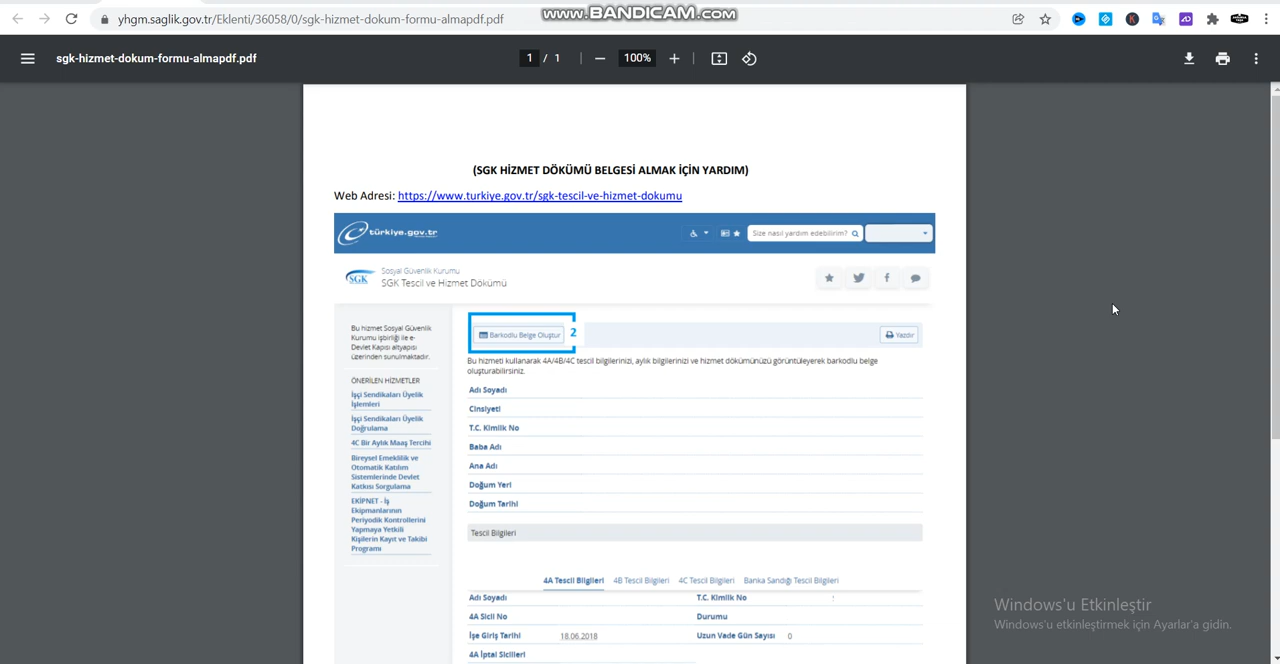 www.BANDICAM.com
yhgm.saglik.gov.tr/Eklenti/36058/0/sgk-hizmet-dokum-formu-almapdf.pdf
sgk-hizmet-dokum-formu-almapdf.pdf
1 / 1
100%
(SGK HİZMET DÖKÜMÜ BELGESİ ALMAK İÇİN YARDIM)
Web Adresi: https://www.turkiye.gov.tr/sgk-tescil-ve-hizmet-dokumu
türkiye.gov.tr
Size nasıl yardım edebilirim?
SGK
Sosyal Güvenlik Kurumu
SGK Tescil ve Hizmet Dökümü
Bu hizmet Sosyal Güvenlik
Kurumu işbirliği ile e-
Devlet Kapısı altyapısı
üzerinden sunulmaktadır.
ÖNERİLEN HİZMETLER
İşçi Sendikaları Üyelik
İşlemleri
İşçi Sendikaları Üyelik
Doğrulama
4C Bir Aylık Maaş Tercihi
Bireysel Emeklilik ve
Otomatik Katılım
Sistemlerinde Devlet
Katkısı Sorgulama
EKİPNET - İş
Ekipmanlarının
Periyodik Kontrollerini
Yapmaya Yetkili
Kişilerin Kayıt ve Takibi
Programı
Barkodlu Belge Oluştur
2
Yazdır
Bu hizmeti kullanarak 4A/4B/4C tescil bilgilerinizi, aylık bilgilerinizi ve hizmet dökümünüzü görüntüleyerek barkodlu belge
oluşturabilirsiniz.
Adı Soyadı
Cinsiyeti
T.C. Kimlik No
Baba Adı
Ana Adı
Doğum Yeri
Doğum Tarihi
Tescil Bilgileri
4A Tescil Bilgileri 4B Tescil Bilgileri 4C Tescil Bilgileri Banka Sandığı Tescil Bilgileri
Adı Soyadı T.C. Kimlik No
4A Sicil No Durumu
İşe Giriş Tarihi 18.06.2018 Uzun Vade Gün Sayısı 0
4A İptal Sicilleri
Windows'u Etkinleştir
Windows'u etkinleştirmek için Ayarlar'a gidin.